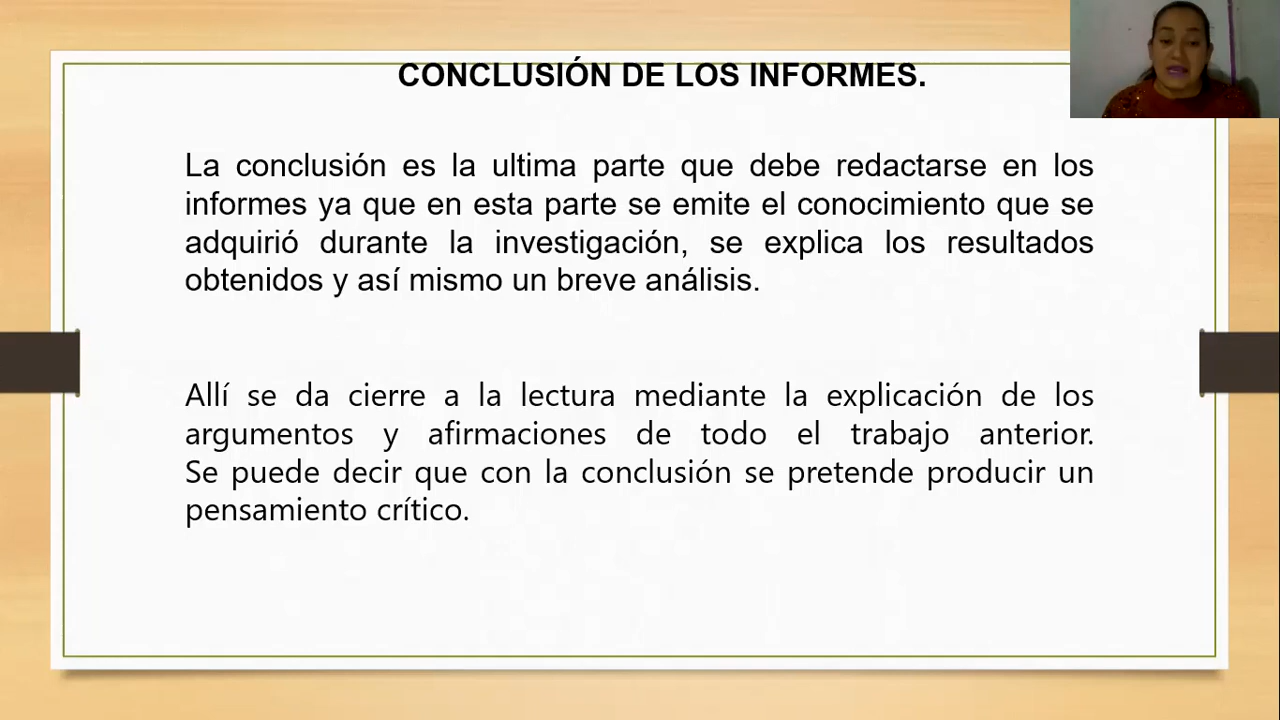 CONCLUSIÓN DE LOS INFORMES.
La conclusión es la ultima parte que debe redactarse en los
informes ya que en esta parte se emite el conocimiento que se
adquirió durante la investigación, se explica los resultados
obtenidos y así mismo un breve análisis.
Allí se da cierre a la lectura mediante la explicación de los
argumentos y afirmaciones de todo el trabajo anterior.
Se puede decir que con la conclusión se pretende producir un
pensamiento crítico.